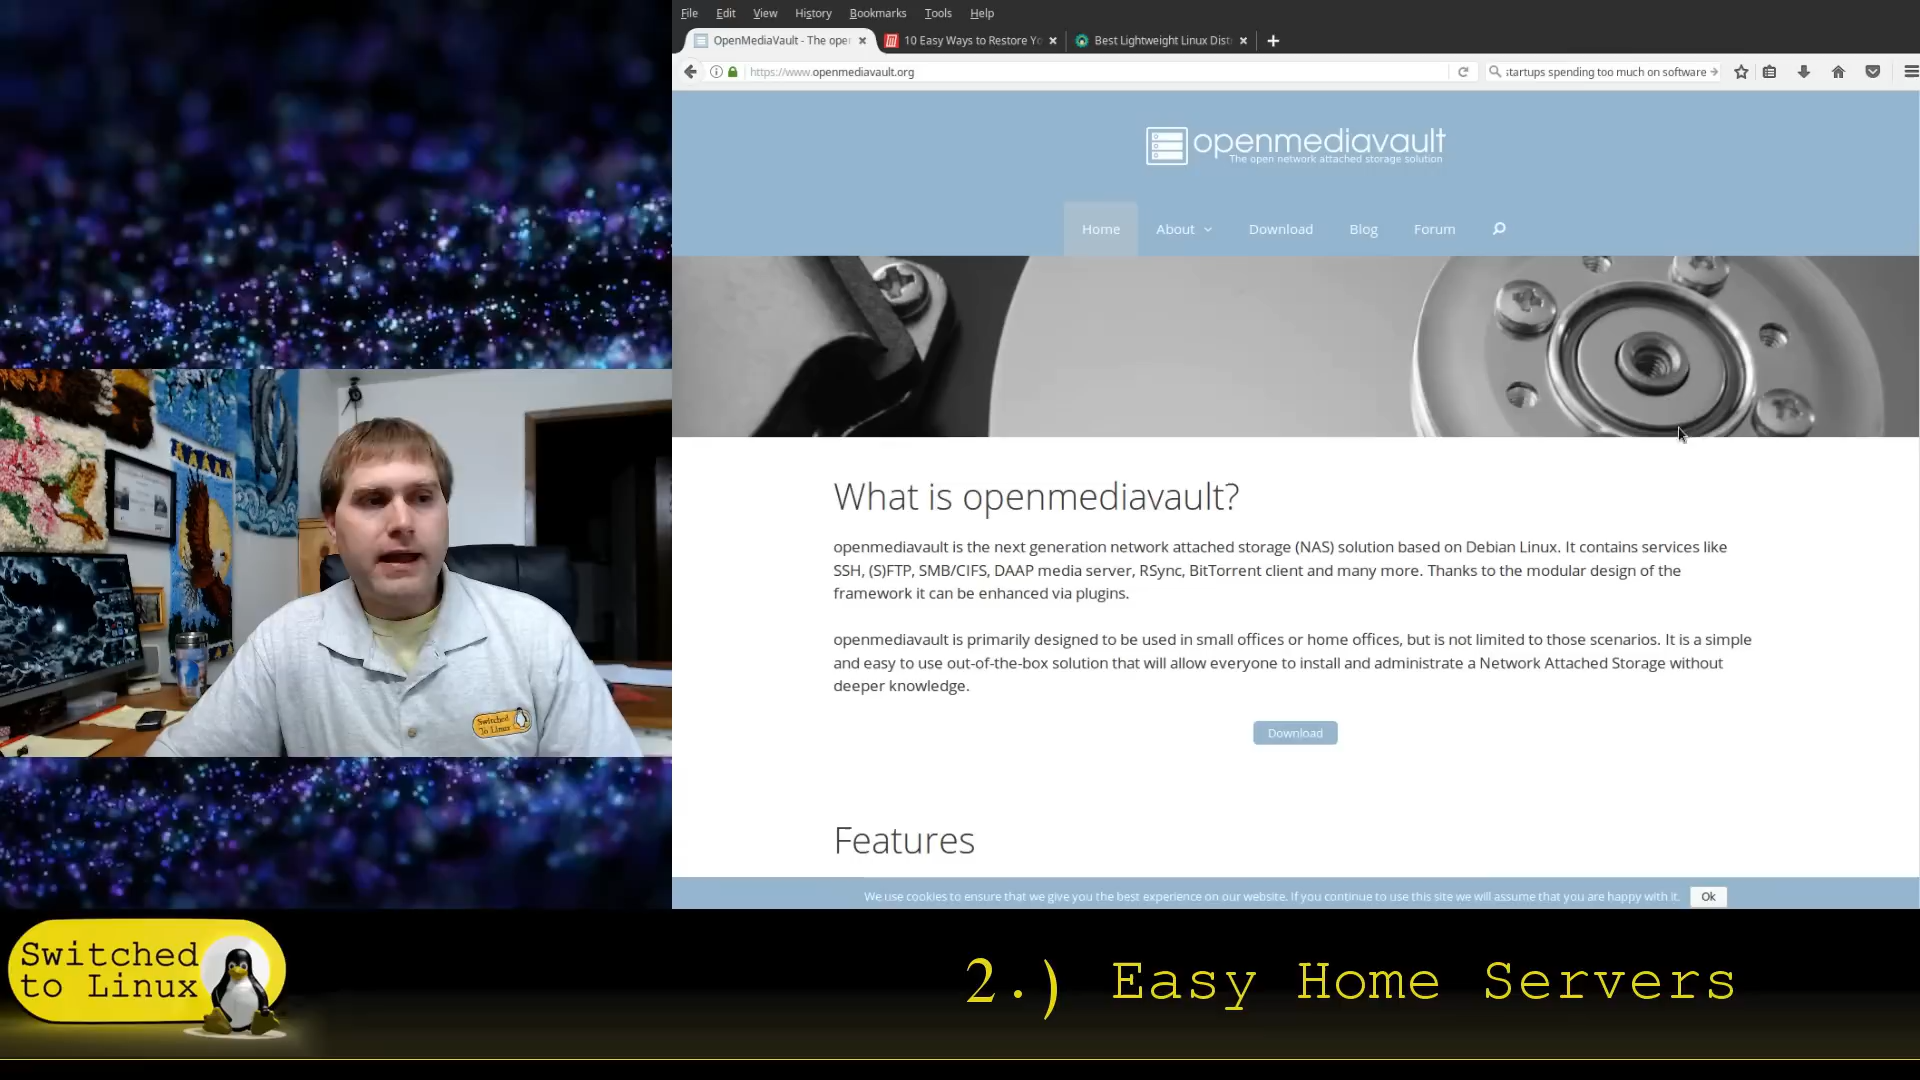 File Edit View History Bookmarks Tools Help
OpenMediaVault - The oper
10 Easy Ways to Restore Yo
Best Lightweight Linux Dist
https://www.openmediavault.org
startups spending too much on software
openmediavault
The open network attached storage solution
Home About Download Blog Forum
What is openmediavault?
openmediavault is the next generation network attached storage (NAS) solution based on Debian Linux. It contains services like
SSH, (S)FTP, SMB/CIFS, DAAP media server, RSync, BitTorrent client and many more. Thanks to the modular design of the
framework it can be enhanced via plugins.
openmediavault is primarily designed to be used in small offices or home offices, but is not limited to those scenarios. It is a simple
and easy to use out-of-the-box solution that will allow everyone to install and administrate a Network Attached Storage without
deeper knowledge.
Download
Features
We use cookies to ensure that we give you the best experience on our website. If you continue to use this site we will assume that you are happy with it. Ok
Switched
To Linux
Switched
to Linux
2.) Easy Home Servers